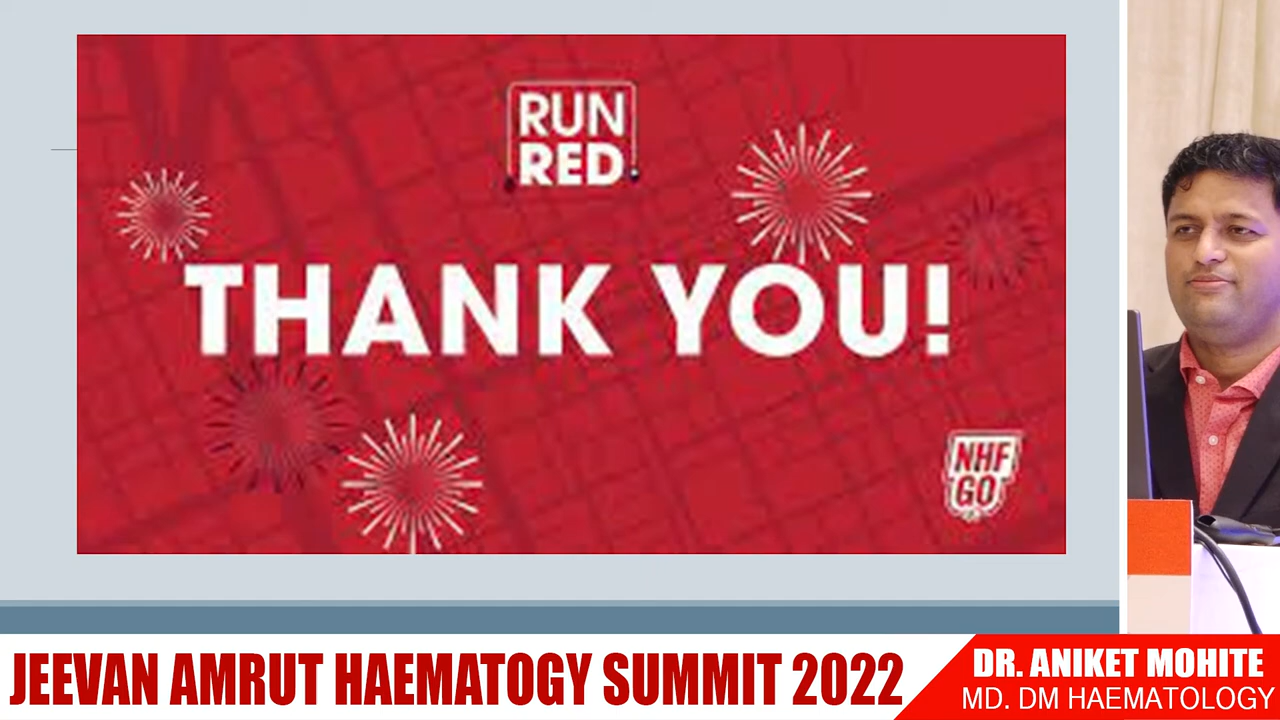 RUN
RED
THANK YOU!
NHF
GO
JEEVAN AMRUT HAEMATOGY SUMMIT 2022
DR. ANIKET MOHITE
MD. DM HAEMATOLOGY